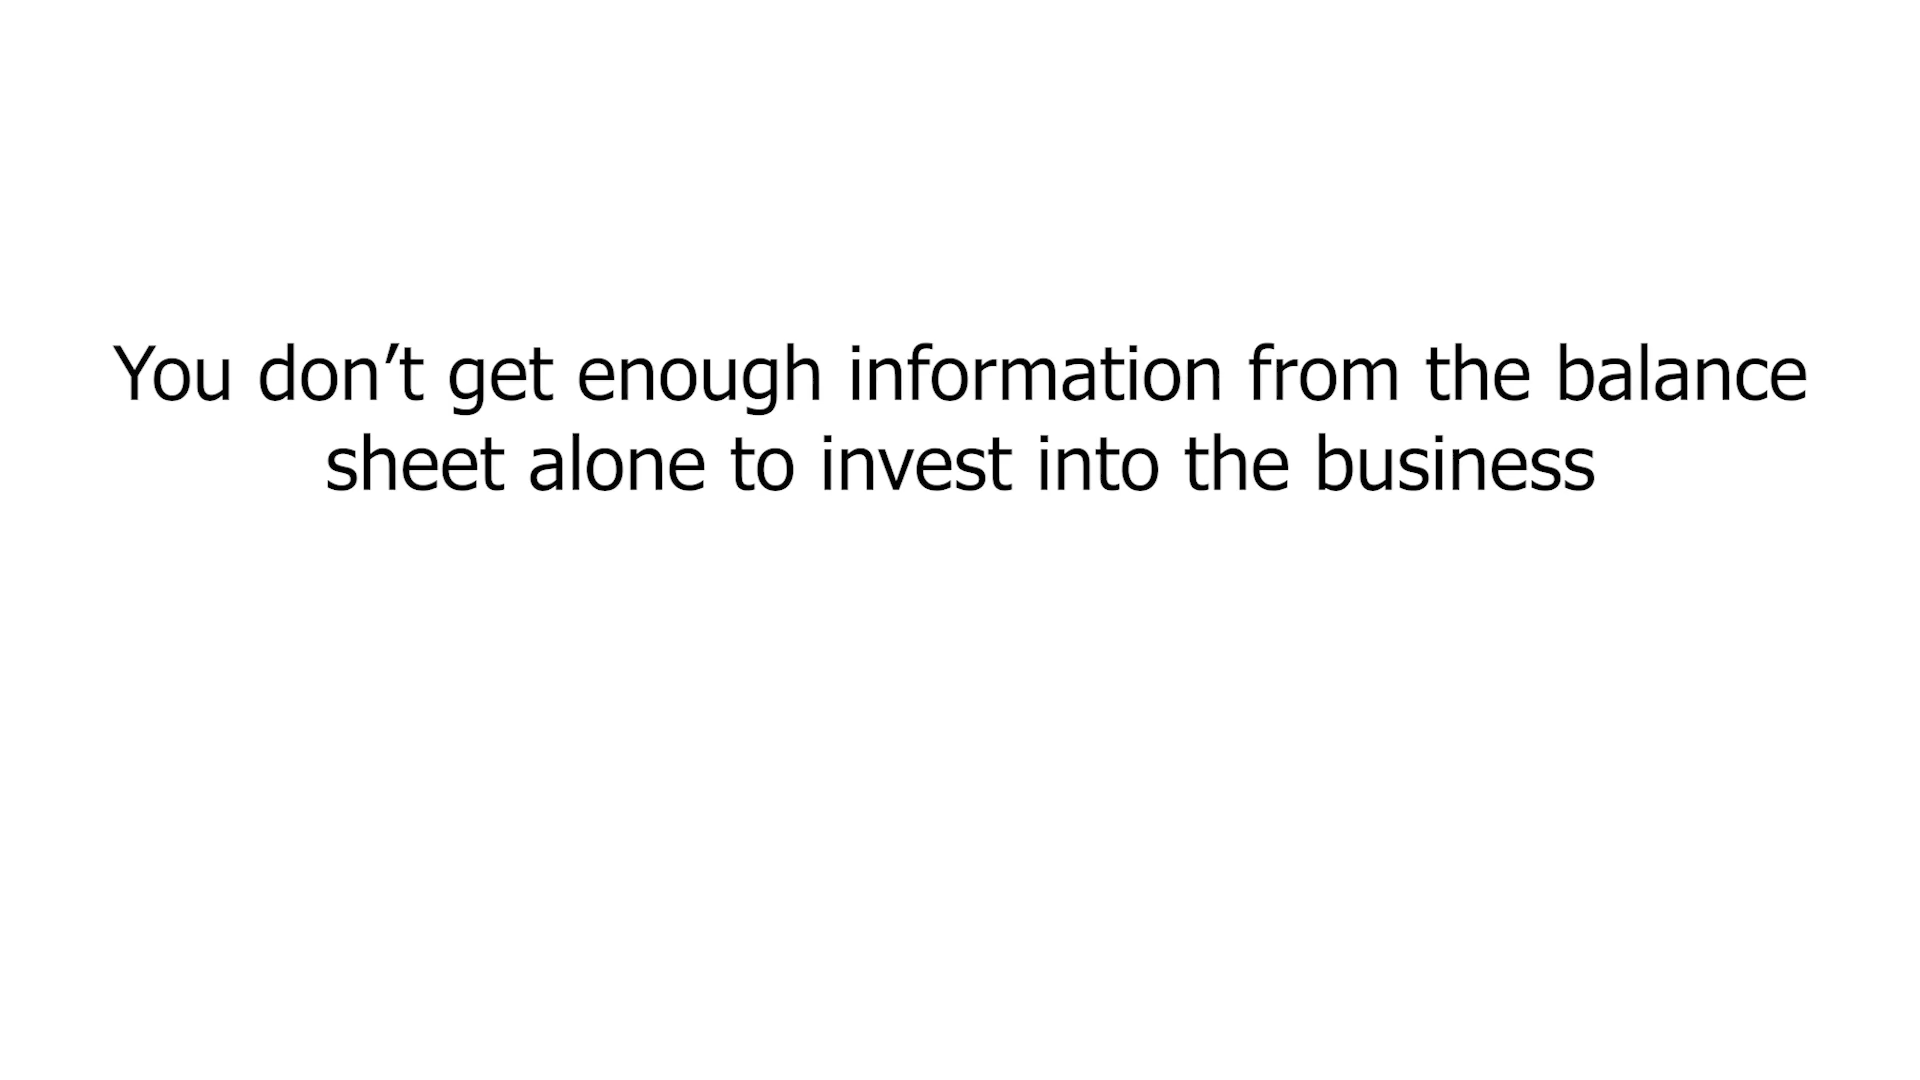 You don’t get enough information from the balance
sheet alone to invest into the business